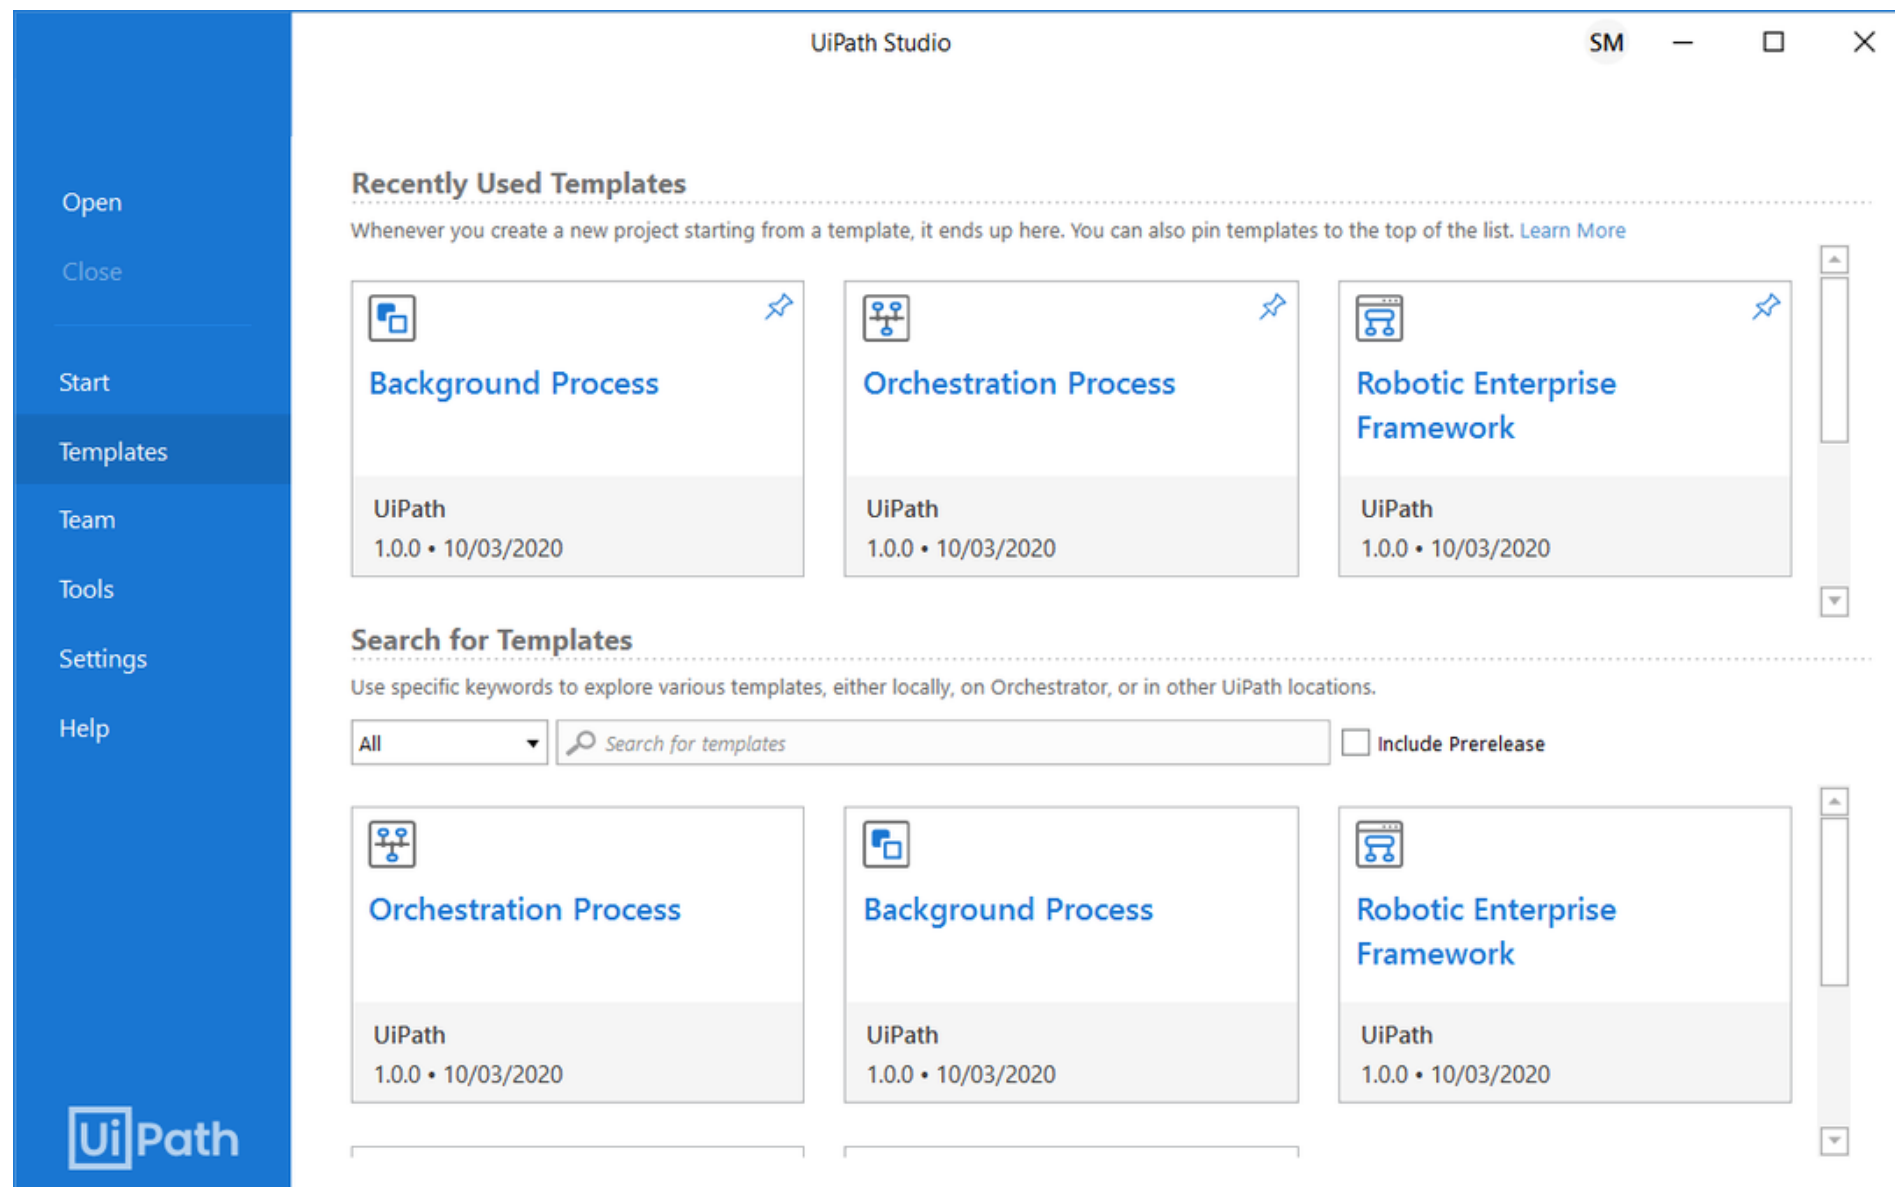 UiPath Studio
SM
Open
Close
Start
Templates
Team
Tools
Settings
Help
UiPath
Recently Used Templates
Whenever you create a new project starting from a template, it ends up here. You can also pin templates to the top of the list. Learn More
Background Process
UiPath
1.0.0 • 10/03/2020
Orchestration Process
UiPath
1.0.0 • 10/03/2020
Robotic Enterprise
Framework
UiPath
1.0.0 • 10/03/2020
Search for Templates
Use specific keywords to explore various templates, either locally, on Orchestrator, or in other UiPath locations.
All
Search for templates
Include Prerelease
Orchestration Process
UiPath
1.0.0 • 10/03/2020
Background Process
UiPath
1.0.0 • 10/03/2020
Robotic Enterprise
Framework
UiPath
1.0.0 • 10/03/2020